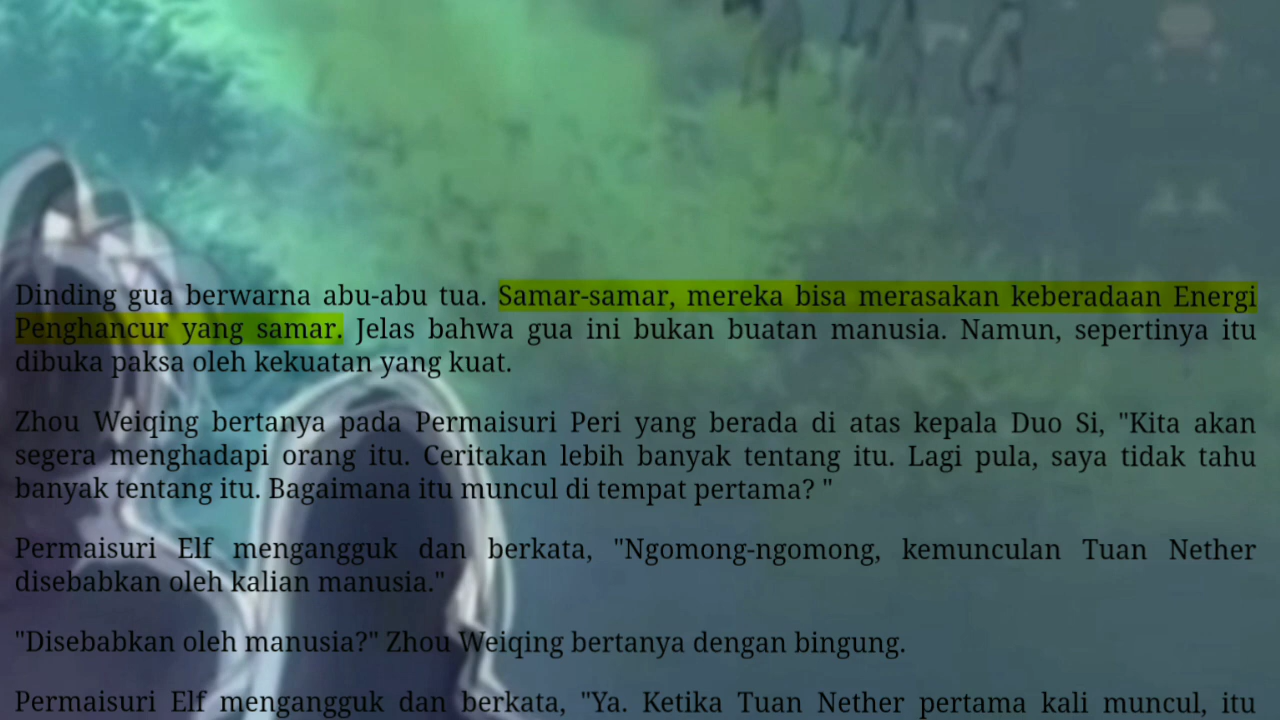 Dinding gua berwarna abu-abu tua. Samar-samar, mereka bisa merasakan keberadaan Energi
Penghancur yang samar. Jelas bahwa gua ini bukan buatan manusia. Namun, sepertinya itu
dibuka paksa oleh kekuatan yang kuat.
Zhou Weiqing bertanya pada Permaisuri Peri yang berada di atas kepala Duo Si, "Kita akan
segera menghadapi orang itu. Ceritakan lebih banyak tentang itu. Lagi pula, saya tidak tahu
banyak tentang itu. Bagaimana itu muncul di tempat pertama? "
Permaisuri Elf mengangguk dan berkata, "Ngomong-ngomong, kemunculan Tuan Nether
disebabkan oleh kalian manusia."
"Disebabkan oleh manusia?" Zhou Weiqing bertanya dengan bingung.
Permaisuri Elf mengangguk dan berkata, "Ya. Ketika Tuan Nether pertama kali muncul, itu